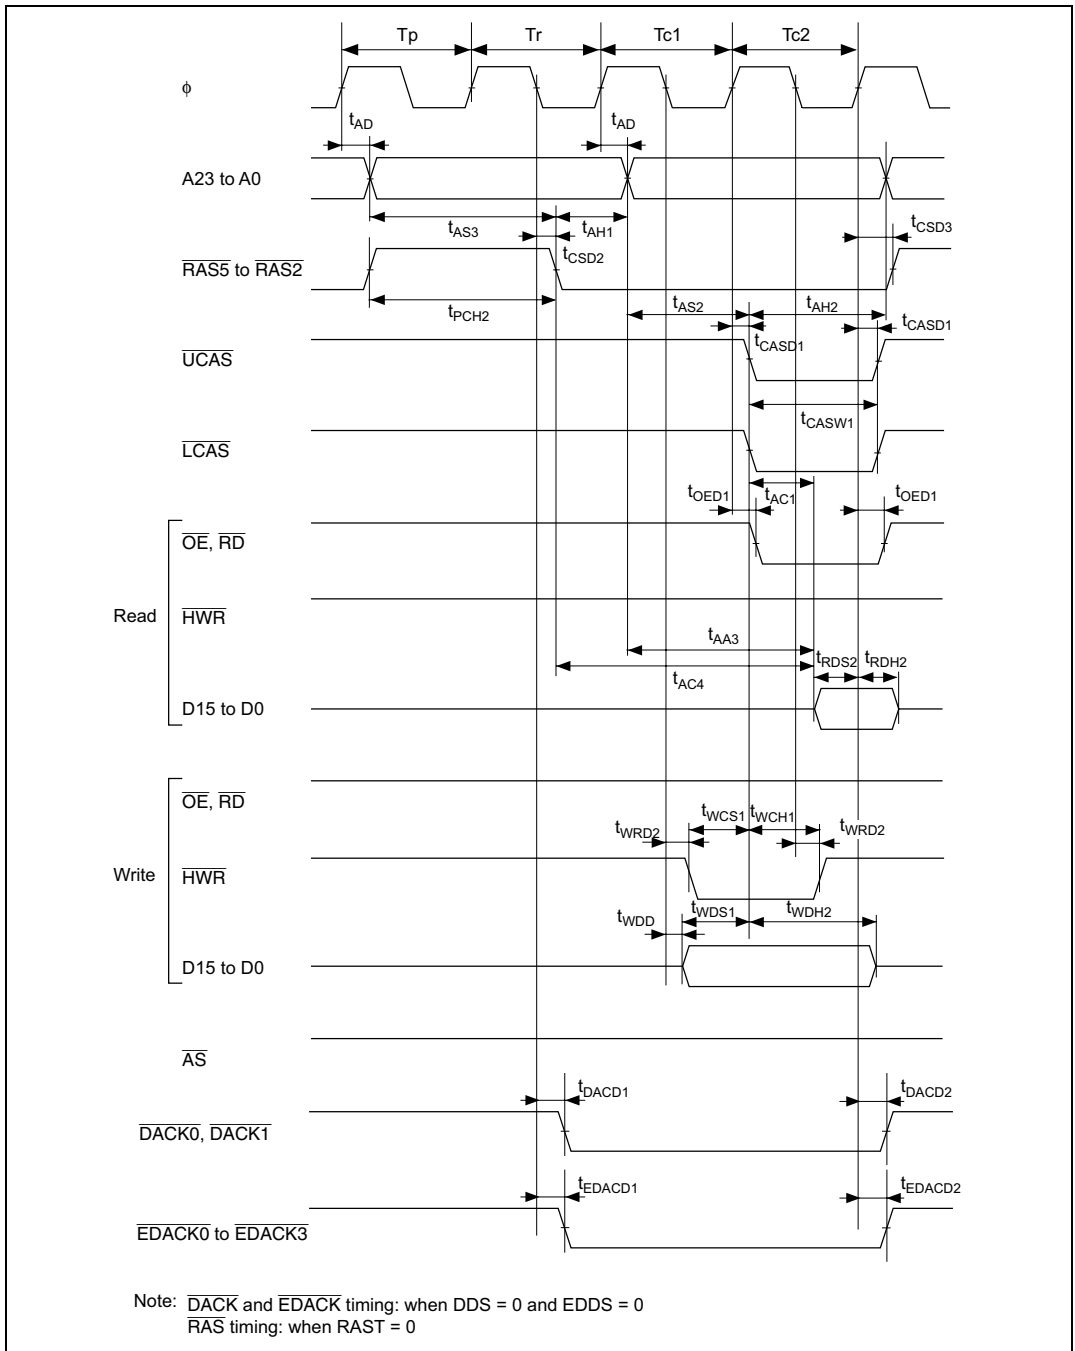 Tp Tr Tc1 Tc2
ϕ
tAD tAD
A23 to A0
tAS3 tAH1 tCSD3
tCSD2
RAS5 to RAS2
tPCH2 tAS2 tAH2
tCASD1 tCASD1
UCAS
tCASW1
LCAS
tOED1 tAC1 tOED1
OE, RD
Read HWR
tAA3
tRDS2 tRDH2
tAC4
D15 to D0
OE, RD
tWCS1 tWCH1
tWRD2 tWRD2
Write HWR
tWDS1 tWDH2
tWDD
D15 to D0
AS
tDACD1 tDACD2
DACK0, DACK1
tEDACD1 tEDACD2
EDACK0 to EDACK3
Note: DACK and EDACK timing: when DDS = 0 and EDDS = 0
RAS timing: when RAST = 0